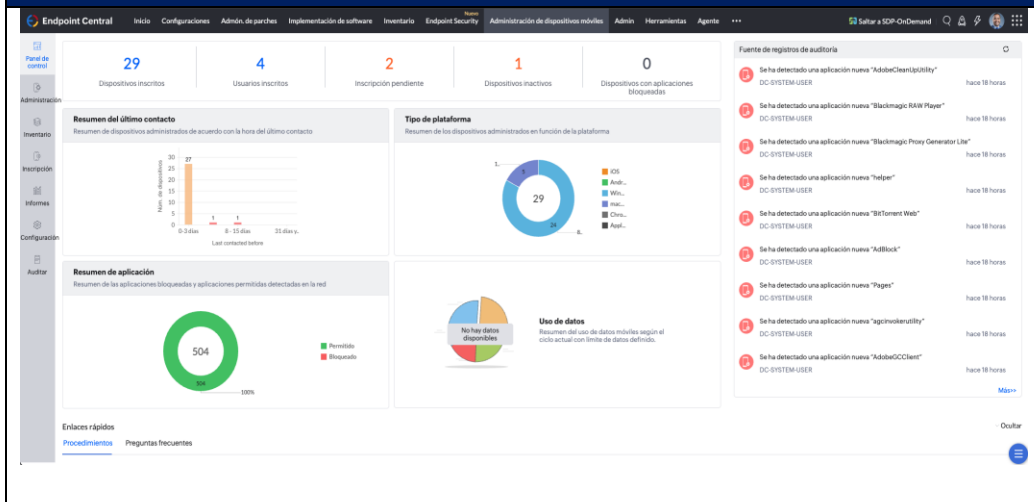 Endpoint Central
Inicio
Configuraciones
Admón. de parches
Implementación de software
Inventario
Nuevo
Endpoint Security
Administración de dispositivos móviles
Admin
Herramientas
Agente
Saltar a SDP-OnDemand
Panel de control
Administración
Inventario
Inscripción
Informes
Configuración
Auditar
29
Dispositivos inscritos
4
Usuarios inscritos
2
Inscripción pendiente
1
Dispositivos inactivos
0
Dispositivos con aplicaciones
bloqueadas
Resumen del último contacto
Resumen de dispositivos administrados de acuerdo con la hora del último contacto
Núm. de dispositivos
30
25
20
15
10
5
0
27
1
1
0-3 días
8 - 15 días
31 días y..
Last contacted before
Tipo de plataforma
Resumen de los dispositivos administrados en función de la plataforma
1..
5
29
24
iOS
Andr...
Win...
mac...
Chro...
Appl...
Resumen de aplicación
Resumen de las aplicaciones bloqueadas y aplicaciones permitidas detectadas en la red
504
504
100%
Permitido
Bloqueado
No hay datos
disponibles
Uso de datos
Resumen del uso de datos móviles según el
ciclo actual con límite de datos definido.
Fuente de registros de auditoría
Se ha detectado una aplicación nueva "AdobeCleanUpUtility"
DC-SYSTEM-USER hace 18 horas
Se ha detectado una aplicación nueva "Blackmagic RAW Player"
DC-SYSTEM-USER hace 18 horas
Se ha detectado una aplicación nueva "Blackmagic Proxy Generator Lite"
DC-SYSTEM-USER hace 18 horas
Se ha detectado una aplicación nueva "helper"
DC-SYSTEM-USER hace 18 horas
Se ha detectado una aplicación nueva "BitTorrent Web"
DC-SYSTEM-USER hace 18 horas
Se ha detectado una aplicación nueva "AdBlock"
DC-SYSTEM-USER hace 18 horas
Se ha detectado una aplicación nueva "Pages"
DC-SYSTEM-USER hace 18 horas
Se ha detectado una aplicación nueva "agcinvokerutility"
DC-SYSTEM-USER hace 18 horas
Se ha detectado una aplicación nueva "AdobeGCClient"
DC-SYSTEM-USER hace 18 horas
Más>>
Enlaces rápidos
Ocultar
Procedimientos
Preguntas frecuentes